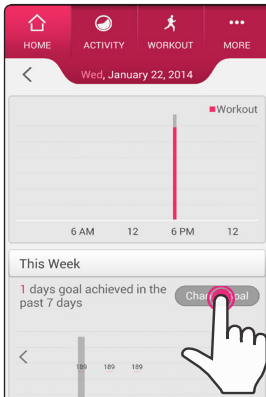 HOME ACTIVITY WORKOUT MORE
Wed, January 22, 2014
Workout
6 AM 12 6 PM 12
This Week
1 days goal achieved in the
past 7 days
189 189 189